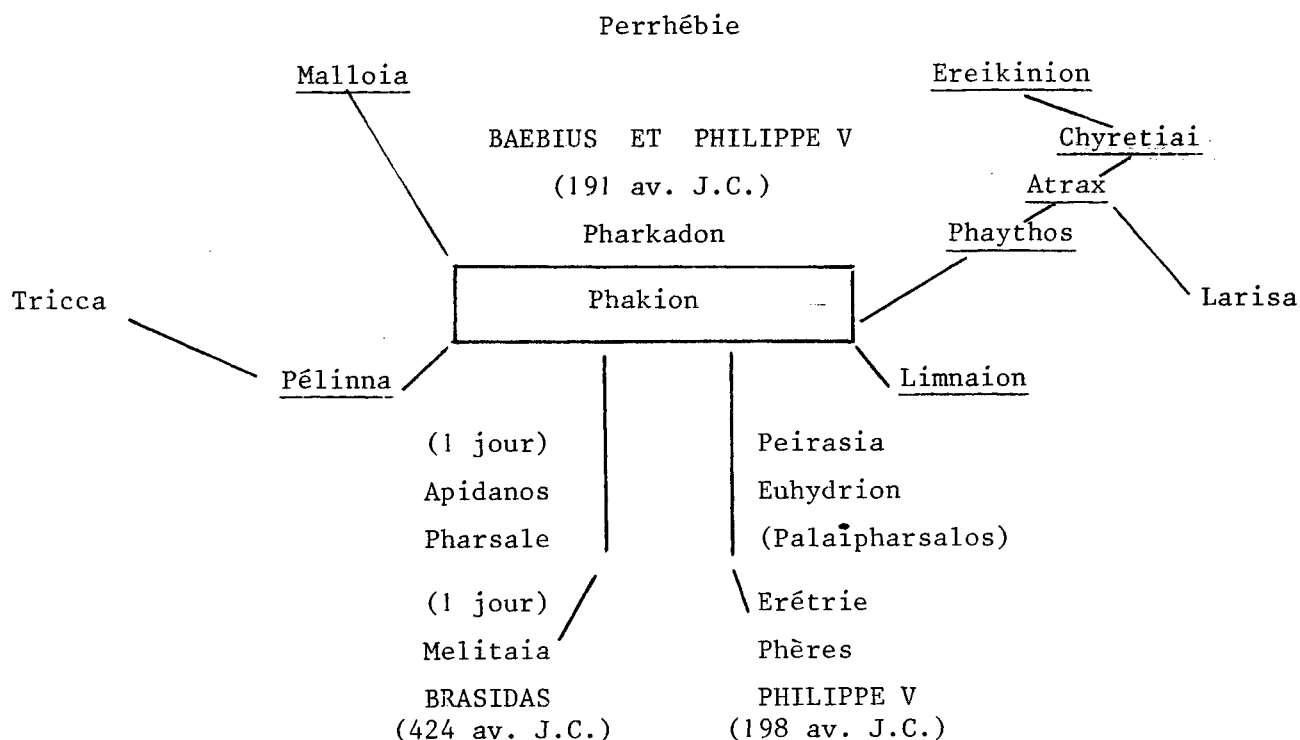 Perrhébie
Malloia
Ereikinion
BAEBIUS ET PHILIPPE V
Chyretiai
(191 av. J.C.)
Atrax
Pharkadon
Phaythos
Tricca
Phakion
Larisa
Pélinna
Limnaion
(1 jour)
Peirasia
Apidanos
Euhydrion
Pharsale
(Palaïpharsalos)
(1 jour)
Erétrie
Melitaia
Phères
BRASIDAS
PHILIPPE V
(424 av. J.C.)
(198 av. J.C.)